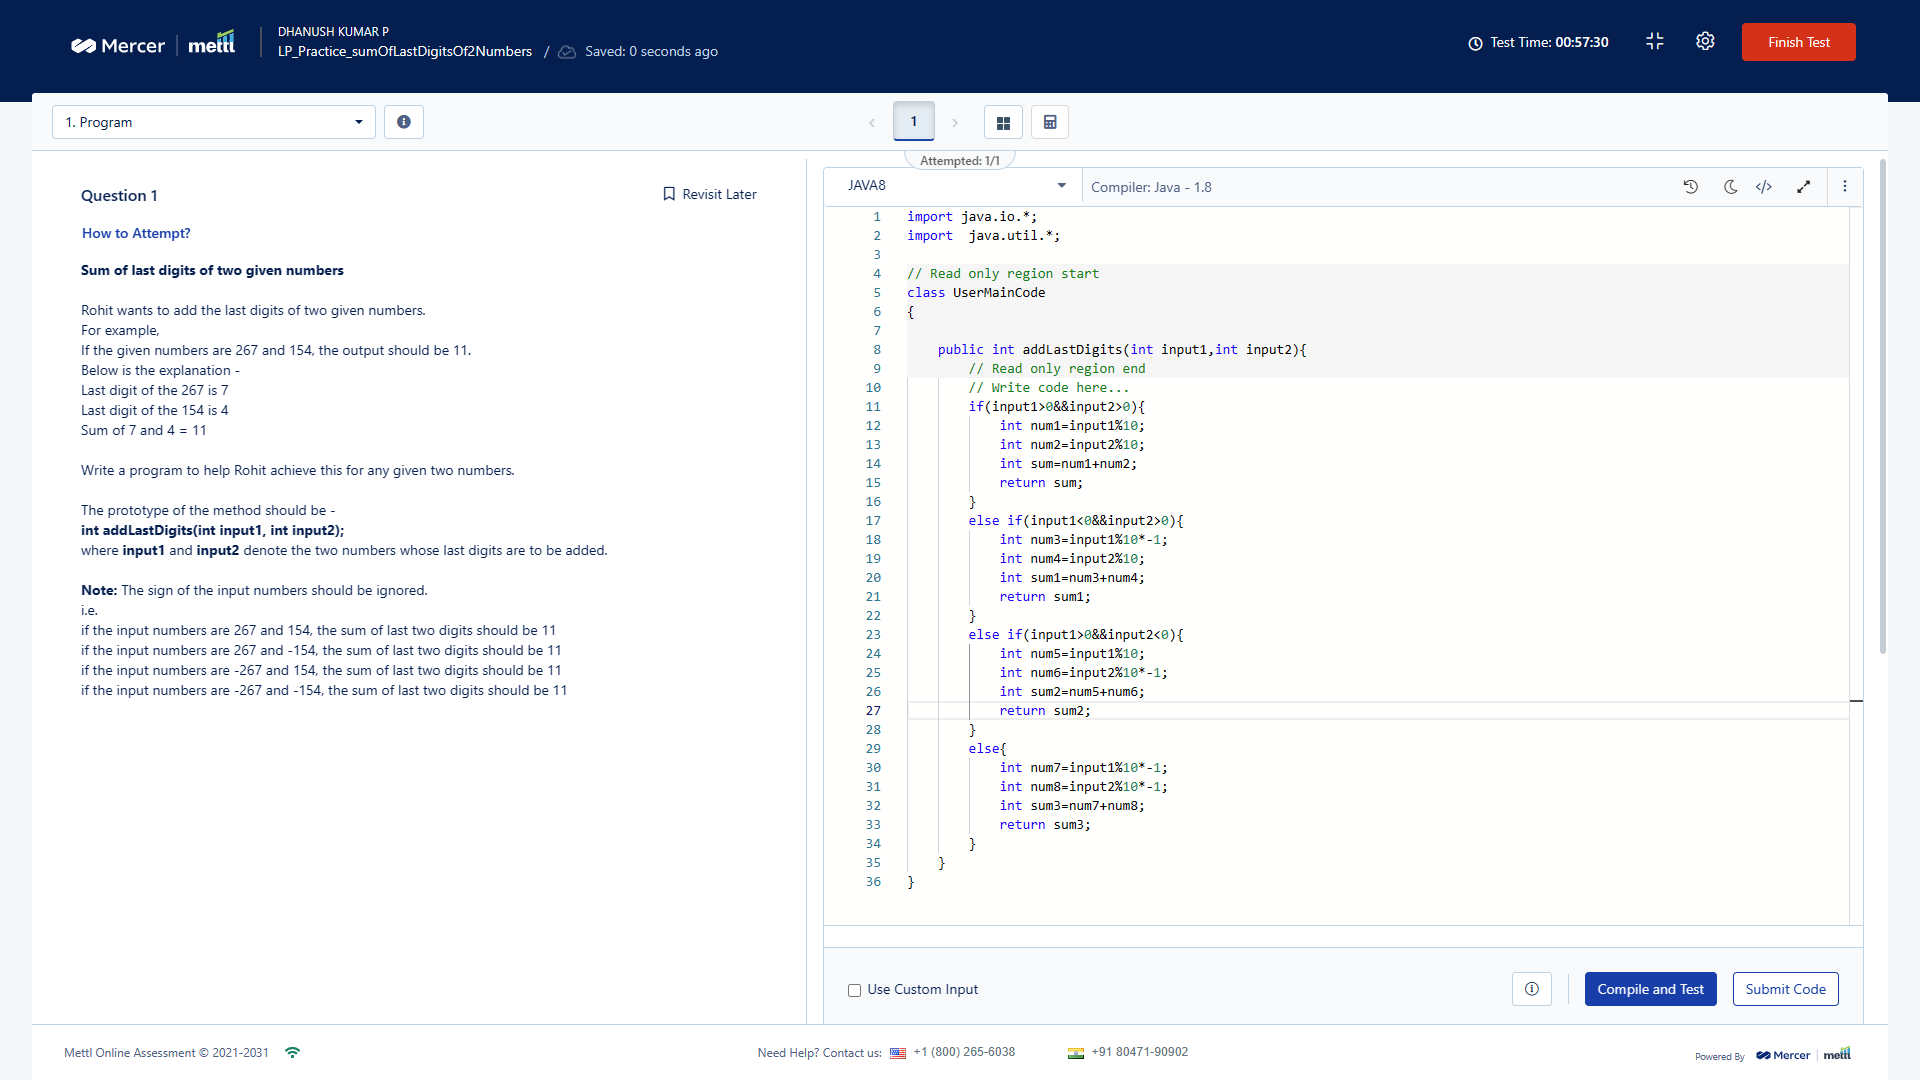 Mercer | mettl
DHANUSH KUMAR P
LP_Practice_sumOfLastDigitsOf2Numbers / Saved: 0 seconds ago
Test Time: 00:57:30
Finish Test
1. Program
1
Attempted: 1/1
Question 1
Revisit Later
How to Attempt?
Sum of last digits of two given numbers
Rohit wants to add the last digits of two given numbers.
For example,
If the given numbers are 267 and 154, the output should be 11.
Below is the explanation -
Last digit of the 267 is 7
Last digit of the 154 is 4
Sum of 7 and 4 = 11
Write a program to help Rohit achieve this for any given two numbers.
The prototype of the method should be -
int addLastDigits(int input1, int input2);
where input1 and input2 denote the two numbers whose last digits are to be added.
Note: The sign of the input numbers should be ignored.
i.e.
if the input numbers are 267 and 154, the sum of last two digits should be 11
if the input numbers are 267 and -154, the sum of last two digits should be 11
if the input numbers are -267 and 154, the sum of last two digits should be 11
if the input numbers are -267 and -154, the sum of last two digits should be 11
JAVA8
Compiler: Java - 1.8
1 import java.io.*;
2 import  java.util.*;
3
4 // Read only region start
5 class UserMainCode
6 {
7
8     public int addLastDigits(int input1,int input2){
9         // Read only region end
10         // Write code here...
11         if(input1>0&&input2>0){
12             int num1=input1%10;
13             int num2=input2%10;
14             int sum=num1+num2;
15             return sum;
16         }
17         else if(input1<0&&input2>0){
18             int num3=input1%10*-1;
19             int num4=input2%10;
20             int sum1=num3+num4;
21             return sum1;
22         }
23         else if(input1>0&&input2<0){
24             int num5=input1%10;
25             int num6=input2%10*-1;
26             int sum2=num5+num6;
27             return sum2;
28         }
29         else{
30             int num7=input1%10*-1;
31             int num8=input2%10*-1;
32             int sum3=num7+num8;
33             return sum3;
34         }
35     }
36 }
Use Custom Input
Compile and Test
Submit Code
Mettl Online Assessment © 2021-2031
Need Help? Contact us: +1 (800) 265-6038
+91 80471-90902
Powered By Mercer | mettl